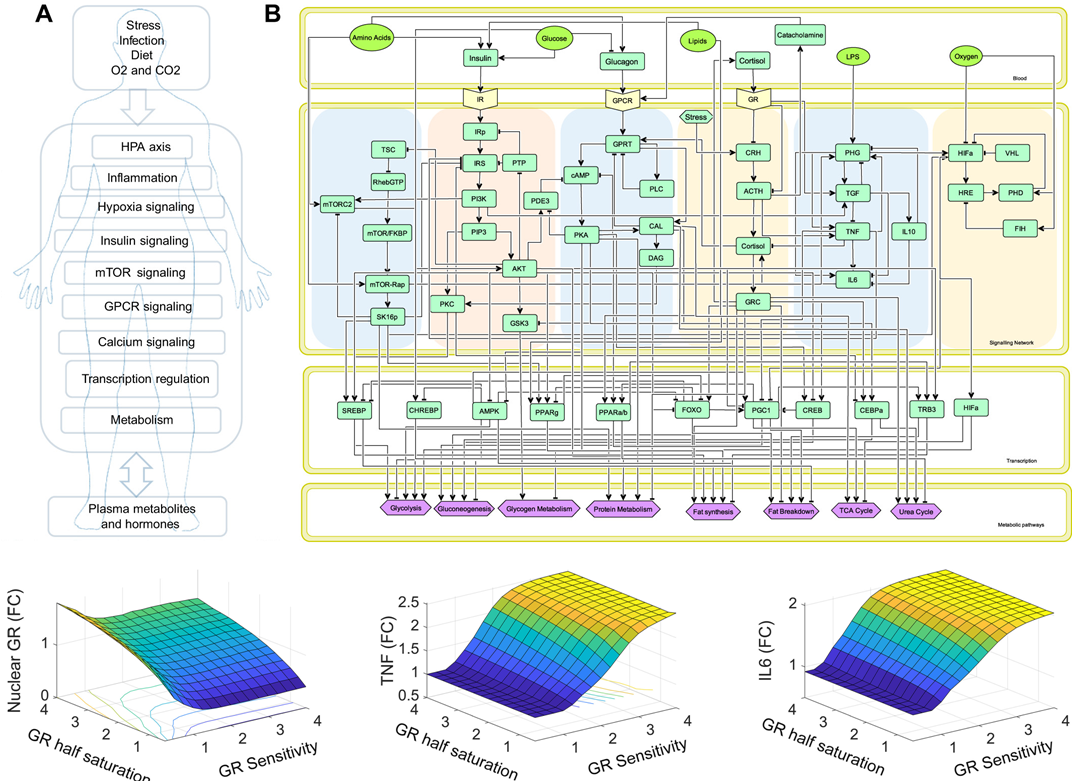 A
Stress
Infection
Diet
O2 and CO2
HPA axis
Inflammation
Hypoxia signaling
Insulin signaling
mTOR signaling
GPCR signaling
Calcium signaling
Transcription regulation
Metabolism
Plasma metabolites
and hormones
B
Amino Acids
Glucose
Lipids
Catacholamine
Insulin
Glucagon
Cortisol
LPS
Oxygen
Blood
IR
GPCR
GR
Stress
IRp
TSC
IRS
PTP
GPRT
CRH
PHG
HIFa
VHL
RhebGTP
cAMP
PLC
mTORC2
PI3K
PDE3
ACTH
TGF
HRE
PHD
mTOR/FKBP
PIP3
PKA
CAL
Cortisol
TNF
IL10
FIH
DAG
AKT
mTOR-Rap
IL6
PKC
GRC
SK16p
GSK3
Signalling Network
SREBP
CHREBP
AMPK
PPARg
PPARa/b
FOXO
PGC1
CREB
CEBPa
TRB3
HIFa
Transcription
Glycolysis
Gluconeogenesis
Glycogen Metabolism
Protein Metabolism
Fat synthesis
Fat Breakdown
TCA Cycle
Urea Cycle
Metabolic pathways
Nuclear GR (FC)
1
0
4
3
2
1
GR half saturation
1
2
3
4
GR Sensitivity
TNF (FC)
2.5
2
1.5
1
0.5
4
3
2
1
GR half saturation
1
2
3
4
GR Sensitivity
IL6 (FC)
2
1
4
3
2
1
GR half saturation
1
2
3
4
GR Sensitivity